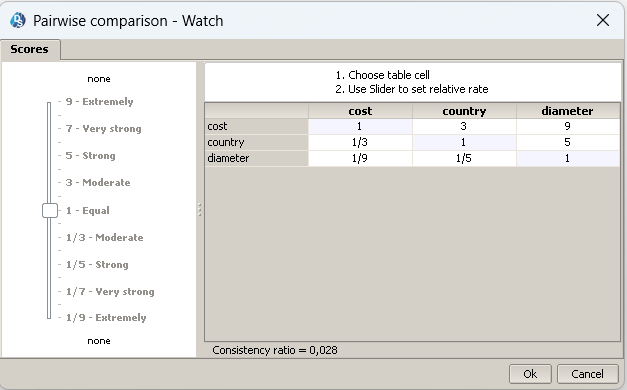 Pairwise comparison - Watch
Scores
none
9 - Extremely
7 - Very strong
5 - Strong
3 - Moderate
1 - Equal
1/3 - Moderate
1/5 - Strong
1/7 - Very strong
1/9 - Extremely
none
1. Choose table cell
2. Use Slider to set relative rate
cost country diameter
cost 1 3 9
country 1/3 1 5
diameter 1/9 1/5 1
Consistency ratio = 0,028
Ok Cancel